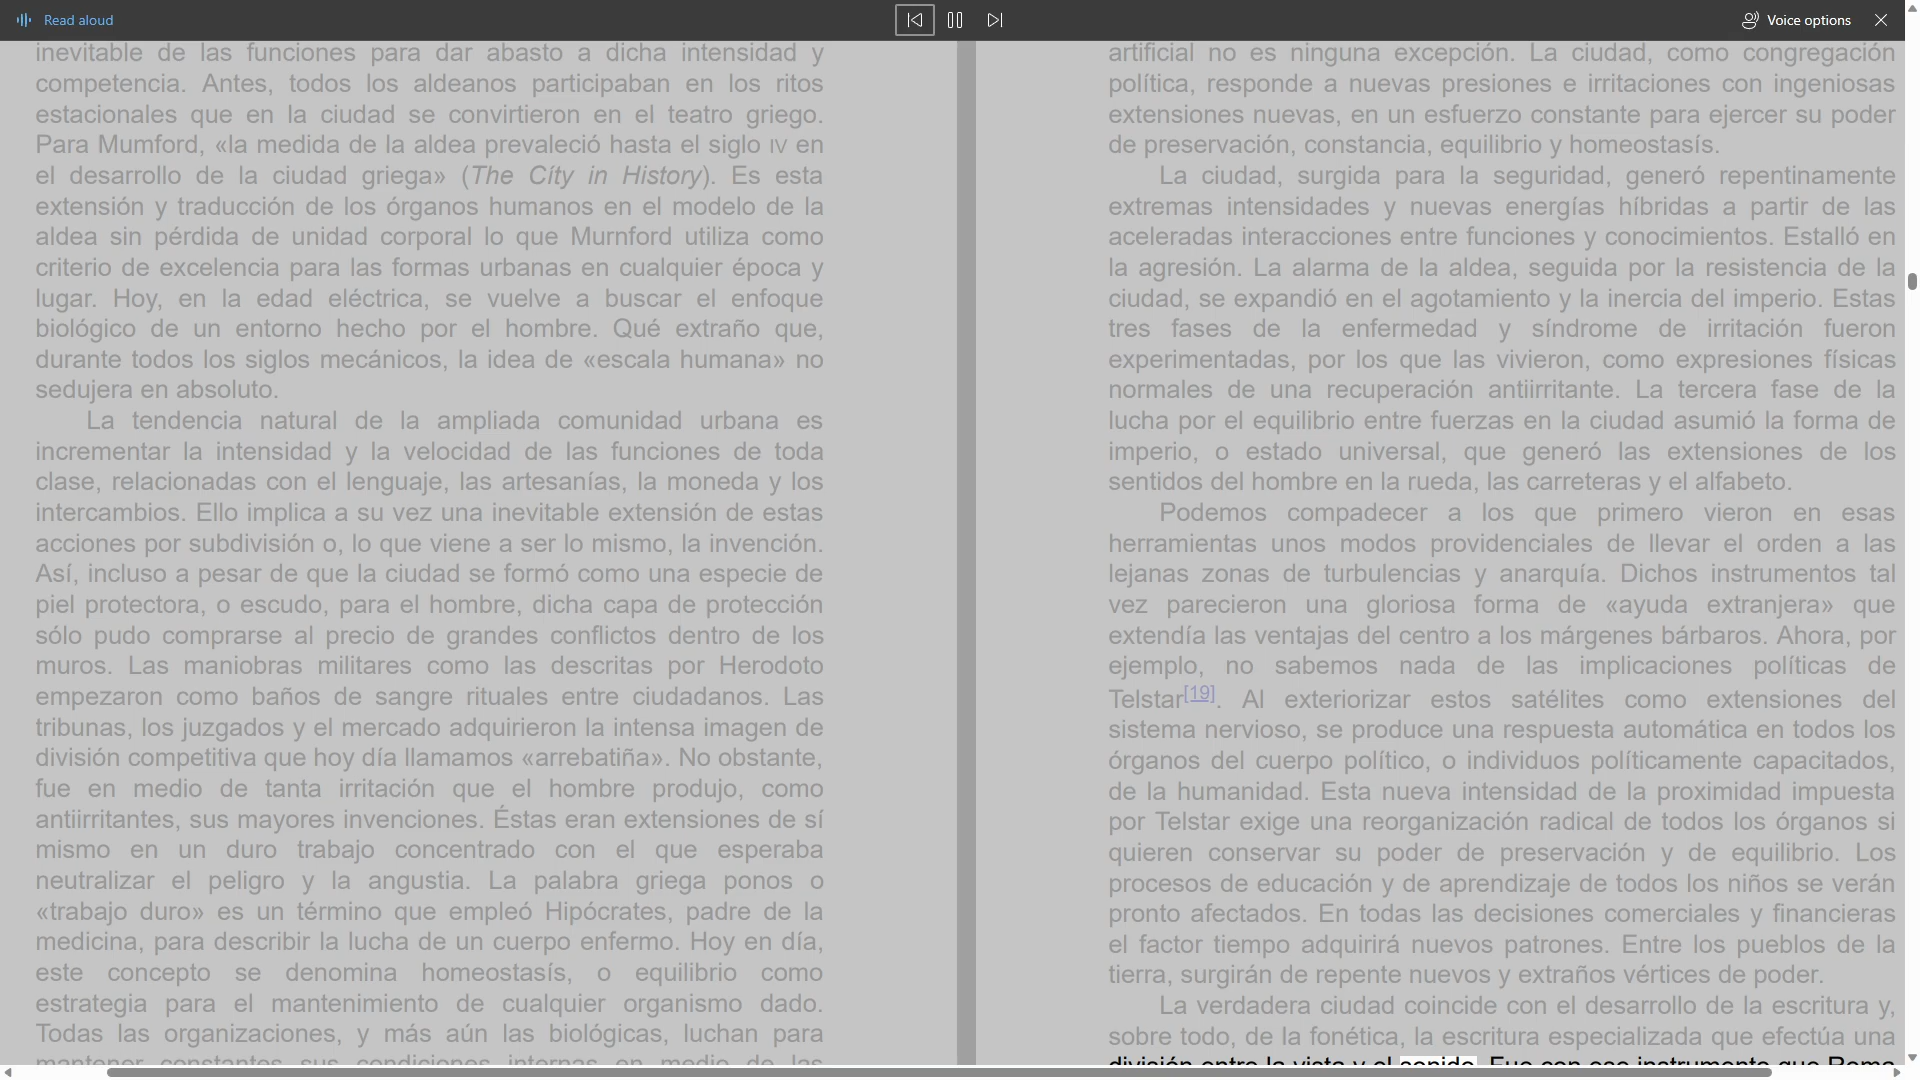 Read aloud
Voice options
inevitable de las funciones para dar abasto a dicha intensidad y
competencia. Antes, todos los aldeanos participaban en los ritos
estacionales que en la ciudad se convirtieron en el teatro griego.
Para Mumford, «la medida de la aldea prevaleció hasta el siglo IV en
el desarrollo de la ciudad griega» (The Cíty in History). Es esta
extensión y traducción de los órganos humanos en el modelo de la
aldea sin pérdida de unidad corporal lo que Murnford utiliza como
criterio de excelencia para las formas urbanas en cualquier época y
lugar. Hoy, en la edad eléctrica, se vuelve a buscar el enfoque
biológico de un entorno hecho por el hombre. Qué extraño que,
durante todos los siglos mecánicos, la idea de «escala humana» no
sedujera en absoluto.
La tendencia natural de la ampliada comunidad urbana es
incrementar la intensidad y la velocidad de las funciones de toda
clase, relacionadas con el lenguaje, las artesanías, la moneda y los
intercambios. Ello implica a su vez una inevitable extensión de estas
acciones por subdivisión o, lo que viene a ser lo mismo, la invención.
Así, incluso a pesar de que la ciudad se formó como una especie de
piel protectora, o escudo, para el hombre, dicha capa de protección
sólo pudo comprarse al precio de grandes conflictos dentro de los
muros. Las maniobras militares como las descritas por Herodoto
empezaron como baños de sangre rituales entre ciudadanos. Las
tribunas, los juzgados y el mercado adquirieron la intensa imagen de
división competitiva que hoy día llamamos «arrebatiña». No obstante,
fue en medio de tanta irritación que el hombre produjo, como
antiirritantes, sus mayores invenciones. Éstas eran extensiones de sí
mismo en un duro trabajo concentrado con el que esperaba
neutralizar el peligro y la angustia. La palabra griega ponos o
«trabajo duro» es un término que empleó Hipócrates, padre de la
medicina, para describir la lucha de un cuerpo enfermo. Hoy en día,
este concepto se denomina homeostasís, o equilibrio como
estrategia para el mantenimiento de cualquier organismo dado.
Todas las organizaciones, y más aún las biológicas, luchan para
mantener constantes sus condiciones internas en medio de las
artificial no es ninguna excepción. La ciudad, como congregación
política, responde a nuevas presiones e irritaciones con ingeniosas
extensiones nuevas, en un esfuerzo constante para ejercer su poder
de preservación, constancia, equilibrio y homeostasís.
La ciudad, surgida para la seguridad, generó repentinamente
extremas intensidades y nuevas energías híbridas a partir de las
aceleradas interacciones entre funciones y conocimientos. Estalló en
la agresión. La alarma de la aldea, seguida por la resistencia de la
ciudad, se expandió en el agotamiento y la inercia del imperio. Estas
tres fases de la enfermedad y síndrome de irritación fueron
experimentadas, por los que las vivieron, como expresiones físicas
normales de una recuperación antiirritante. La tercera fase de la
lucha por el equilibrio entre fuerzas en la ciudad asumió la forma de
imperio, o estado universal, que generó las extensiones de los
sentidos del hombre en la rueda, las carreteras y el alfabeto.
Podemos compadecer a los que primero vieron en esas
herramientas unos modos providenciales de llevar el orden a las
lejanas zonas de turbulencias y anarquía. Dichos instrumentos tal
vez parecieron una gloriosa forma de «ayuda extranjera» que
extendía las ventajas del centro a los márgenes bárbaros. Ahora, por
ejemplo, no sabemos nada de las implicaciones políticas de
Telstar[19]. Al exteriorizar estos satélites como extensiones del
sistema nervioso, se produce una respuesta automática en todos los
órganos del cuerpo político, o individuos políticamente capacitados,
de la humanidad. Esta nueva intensidad de la proximidad impuesta
por Telstar exige una reorganización radical de todos los órganos si
quieren conservar su poder de preservación y de equilibrio. Los
procesos de educación y de aprendizaje de todos los niños se verán
pronto afectados. En todas las decisiones comerciales y financieras
el factor tiempo adquirirá nuevos patrones. Entre los pueblos de la
tierra, surgirán de repente nuevos y extraños vértices de poder.
La verdadera ciudad coincide con el desarrollo de la escritura y,
sobre todo, de la fonética, la escritura especializada que efectúa una
división entre la vista y el sonido. Fue con ese instrumento que Roma